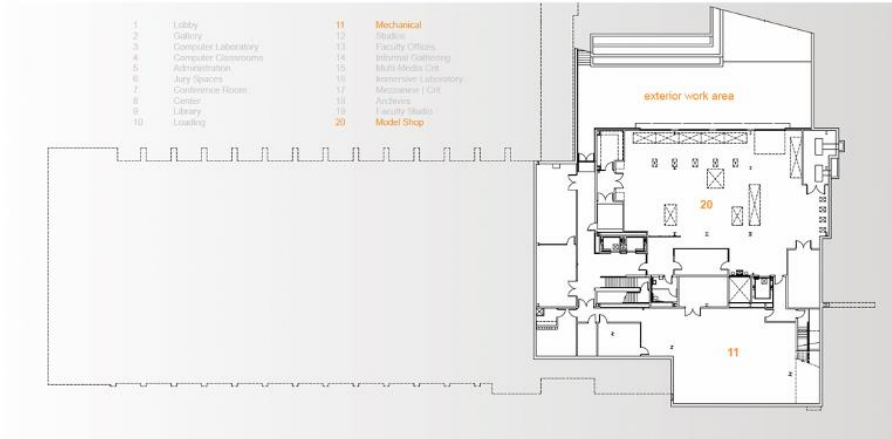 1 Lobby 11 Mechanical
2 Gallery 12 Studios
3 Computer Laboratory 13 Faculty Offices
4 Computer Classrooms 14 Informal Gathering
5 Administration 15 Multi-Media Crit
6 Jury Spaces 16 Immersive Laboratory
7 Conference Room 17 Mezzanine | Crit
8 Center 18 Archives
9 Library 19 Faculty Studio
10 Loading 20 Model Shop
exterior work area
20
11